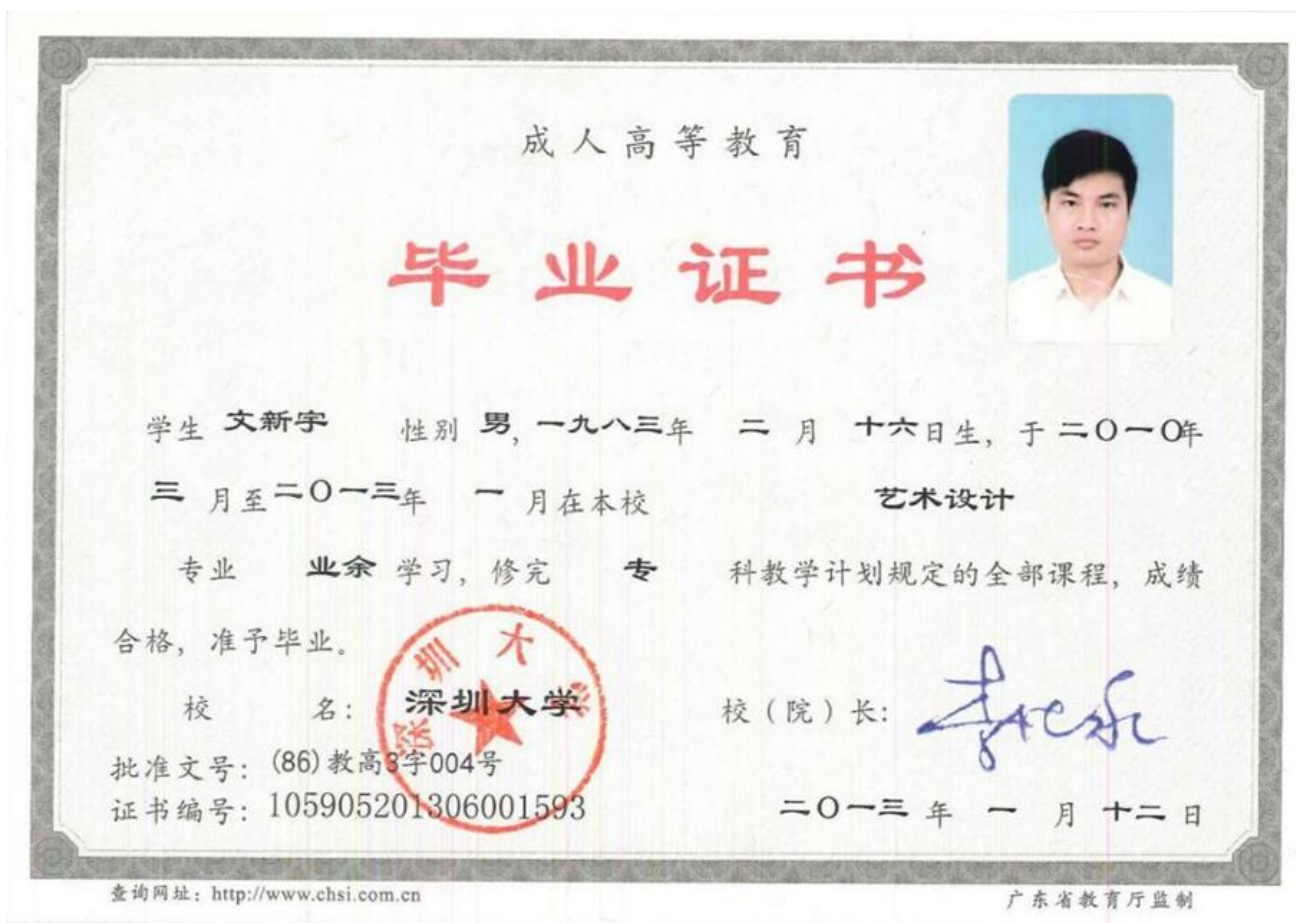 成人高等教育
毕业证书
学生 文新宇 性别 男, 一九八三年 二 月 十六日生, 于 二〇一〇年
三 月至二〇一三年 一 月在本校 艺术设计
专业 业余 学习, 修完 专 科教学计划规定的全部课程, 成绩
合格, 准予毕业。
深圳大学
校 名: 深圳大学 校(院)长:
批准文号: (86)教高3字004号
证书编号: 105905201306001593 二〇一三 年 一 月 十二 日
查询网址: http://www.chsi.com.cn 广东省教育厅监制